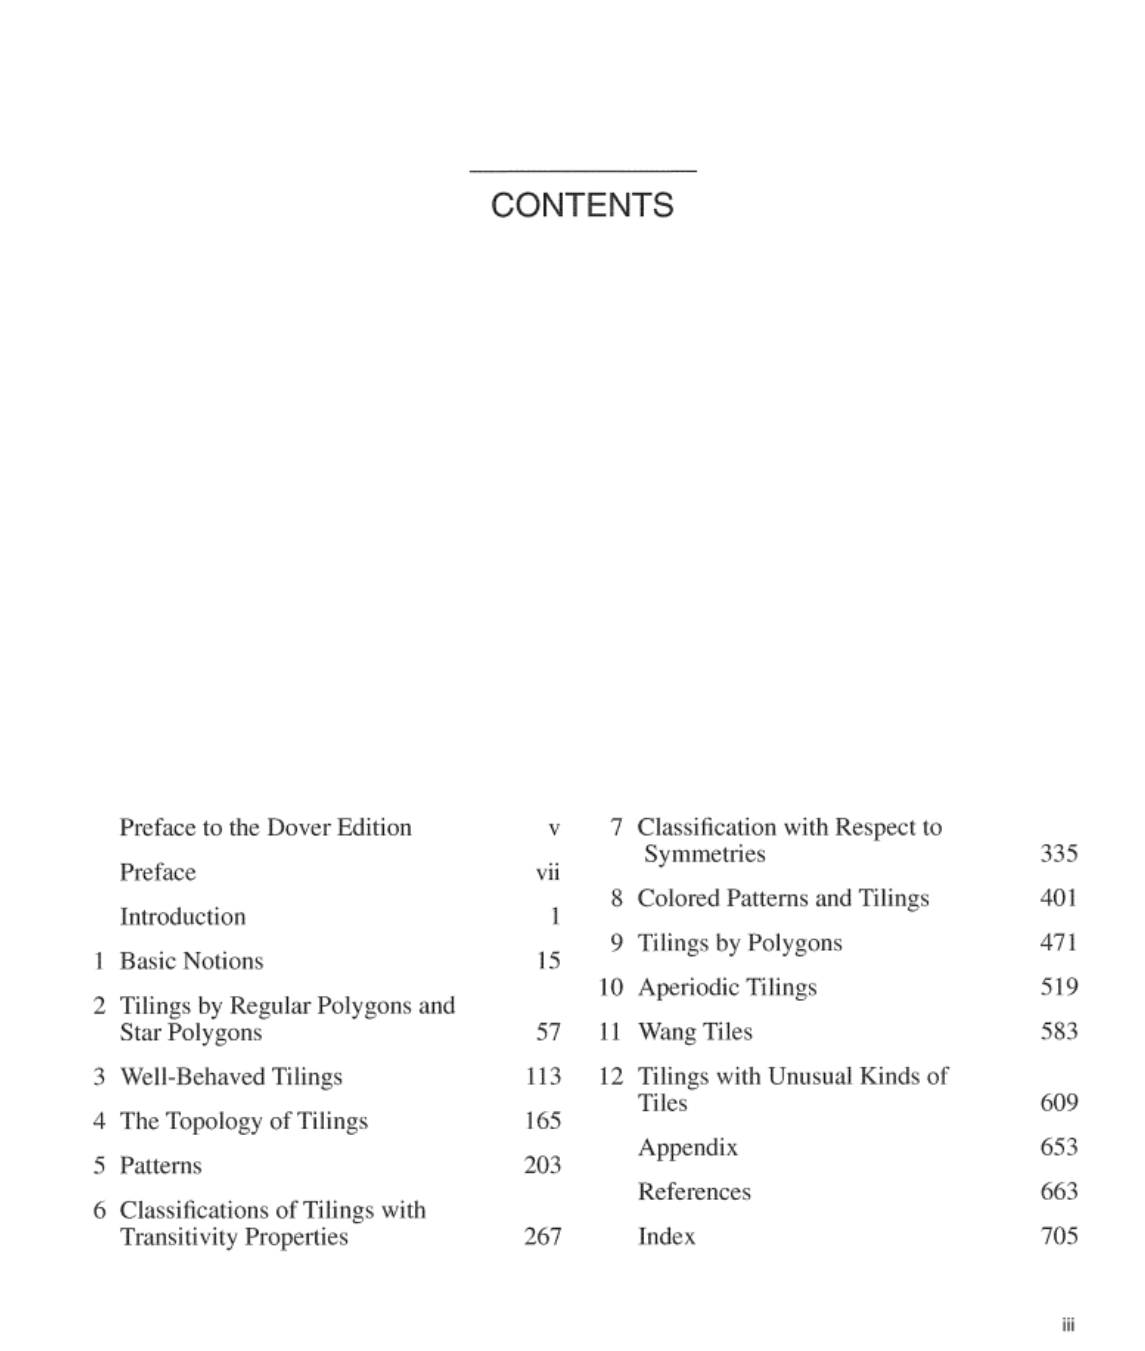 CONTENTS
Preface to the Dover Edition v
Preface vii
Introduction 1
1 Basic Notions 15
2 Tilings by Regular Polygons and
Star Polygons 57
3 Well-Behaved Tilings 113
4 The Topology of Tilings 165
5 Patterns 203
6 Classifications of Tilings with
Transitivity Properties 267
7 Classification with Respect to
Symmetries 335
8 Colored Patterns and Tilings 401
9 Tilings by Polygons 471
10 Aperiodic Tilings 519
11 Wang Tiles 583
12 Tilings with Unusual Kinds of
Tiles 609
Appendix 653
References 663
Index 705
iii